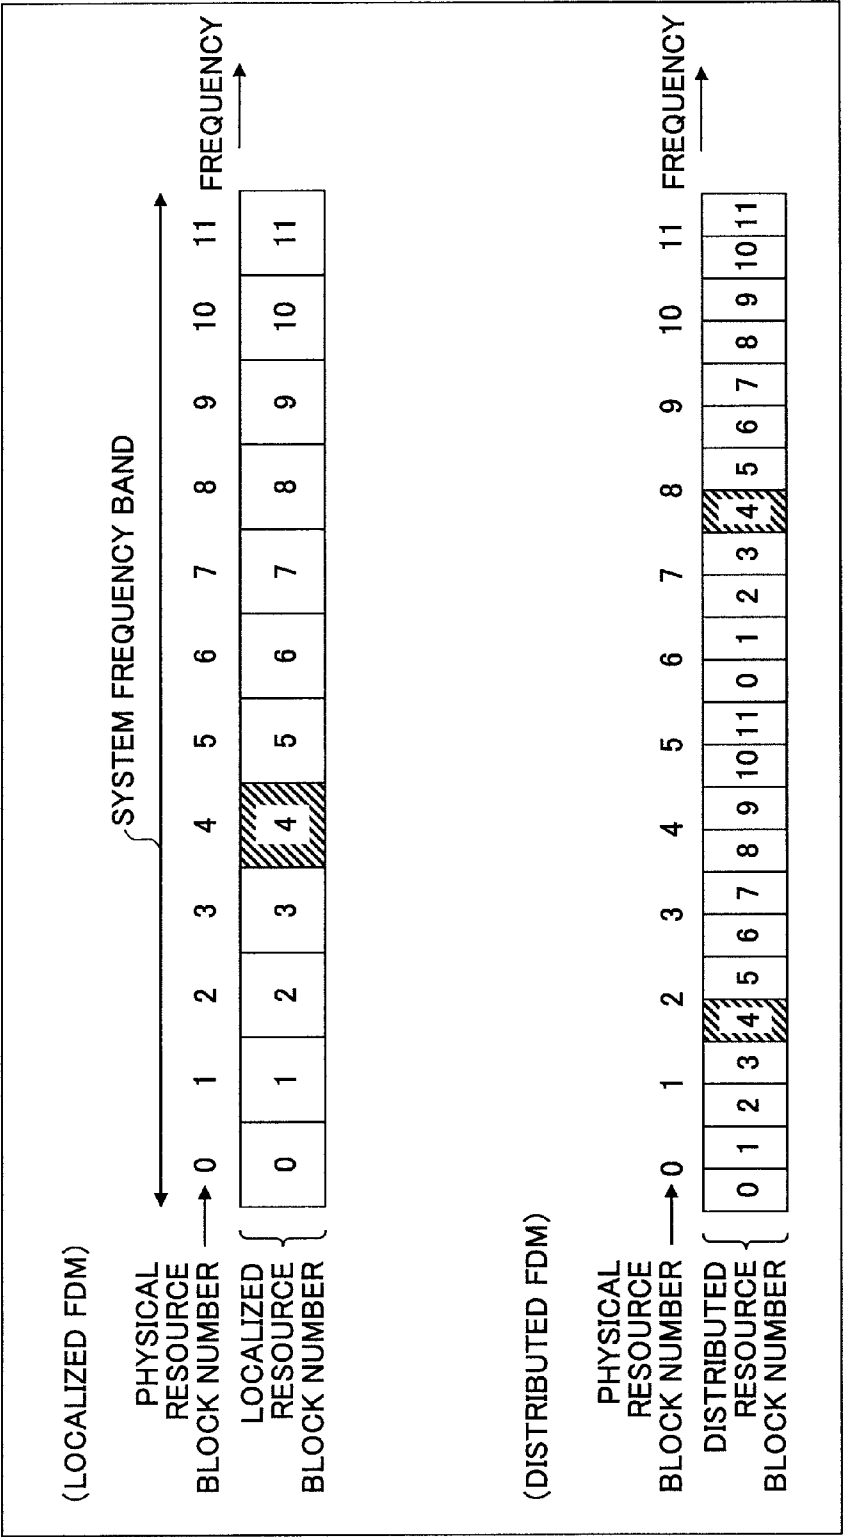 (LOCALIZED FDM)
SYSTEM FREQUENCY BAND
PHYSICAL
RESOURCE
BLOCK NUMBER
0 1 2 3 4 5 6 7 8 9 10 11
FREQUENCY
LOCALIZED
RESOURCE
BLOCK NUMBER
0 1 2 3 4 5 6 7 8 9 10 11
(DISTRIBUTED FDM)
PHYSICAL
RESOURCE
BLOCK NUMBER
0 1 2 3 4 5 6 7 8 9 10 11
FREQUENCY
DISTRIBUTED
RESOURCE
BLOCK NUMBER
0 1 2 3 4 5 6 7 8 9 10 11 0 1 2 3 4 5 6 7 8 9 10 11